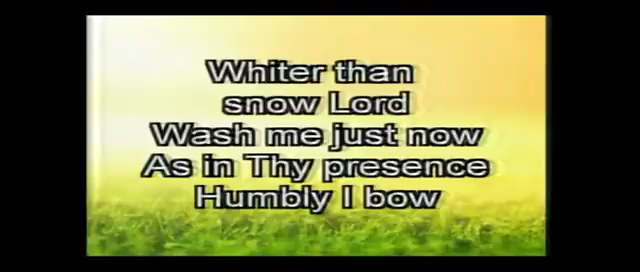 Whiter than
snow Lord
Wash me just now
As in Thy presence
Humbly I bow